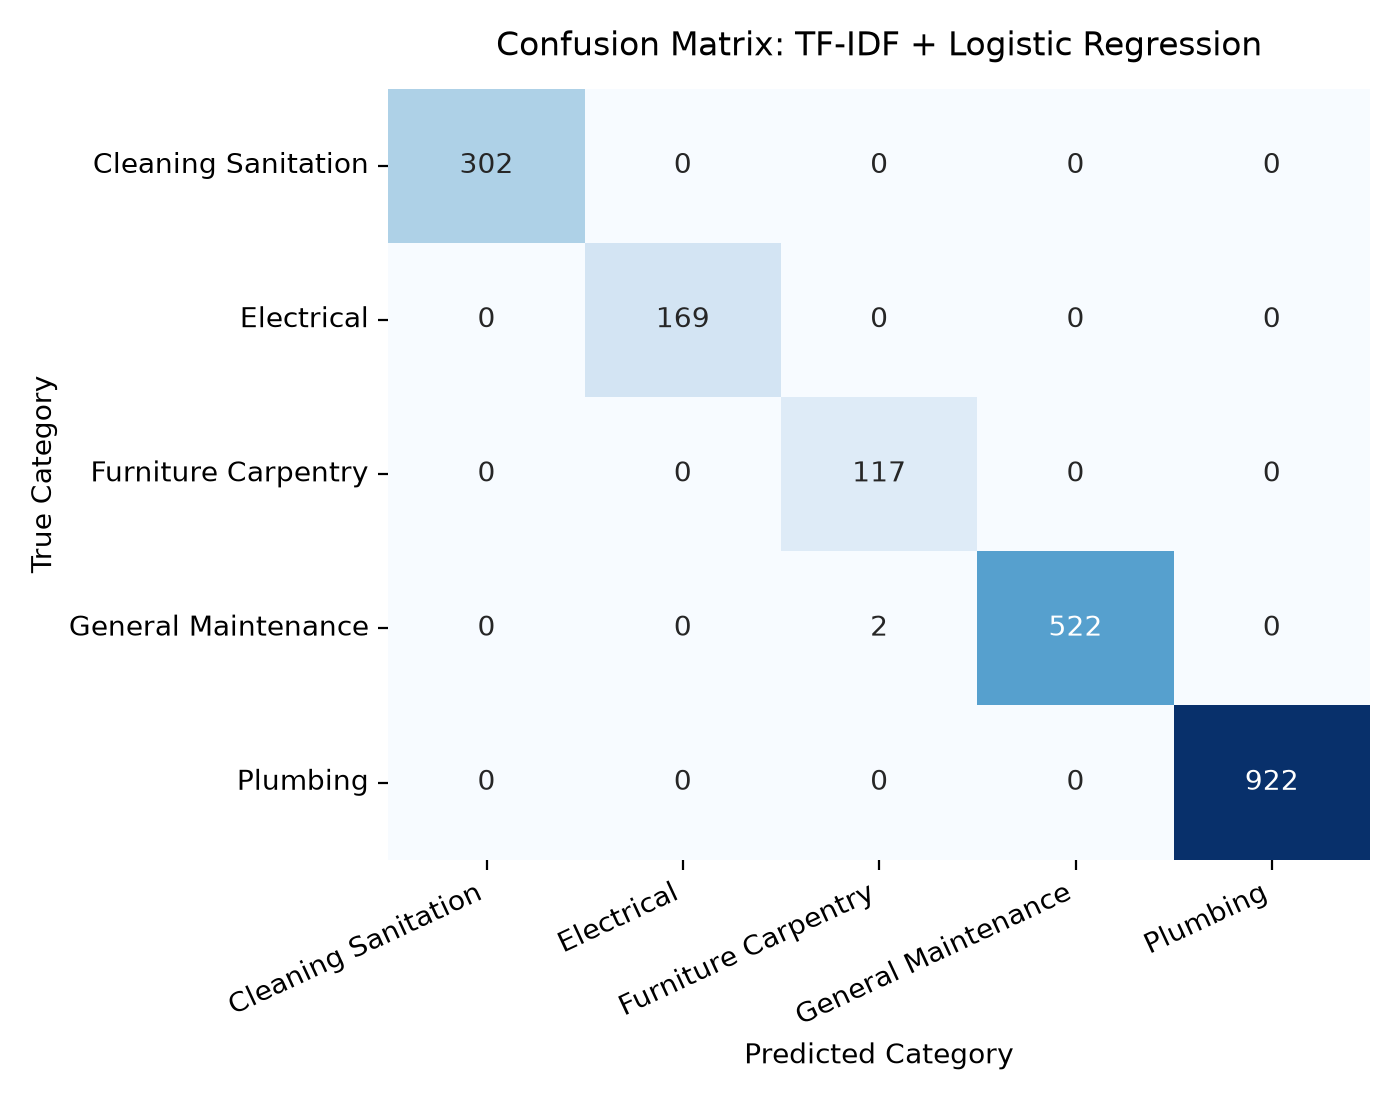 Confusion Matrix: TF-IDF + Logistic Regression
True Category
Cleaning Sanitation 302 0 0 0 0
Electrical 0 169 0 0 0
Furniture Carpentry 0 0 117 0 0
General Maintenance 0 0 2 522 0
Plumbing 0 0 0 0 922
Cleaning Sanitation Electrical Furniture Carpentry General Maintenance Plumbing
Predicted Category